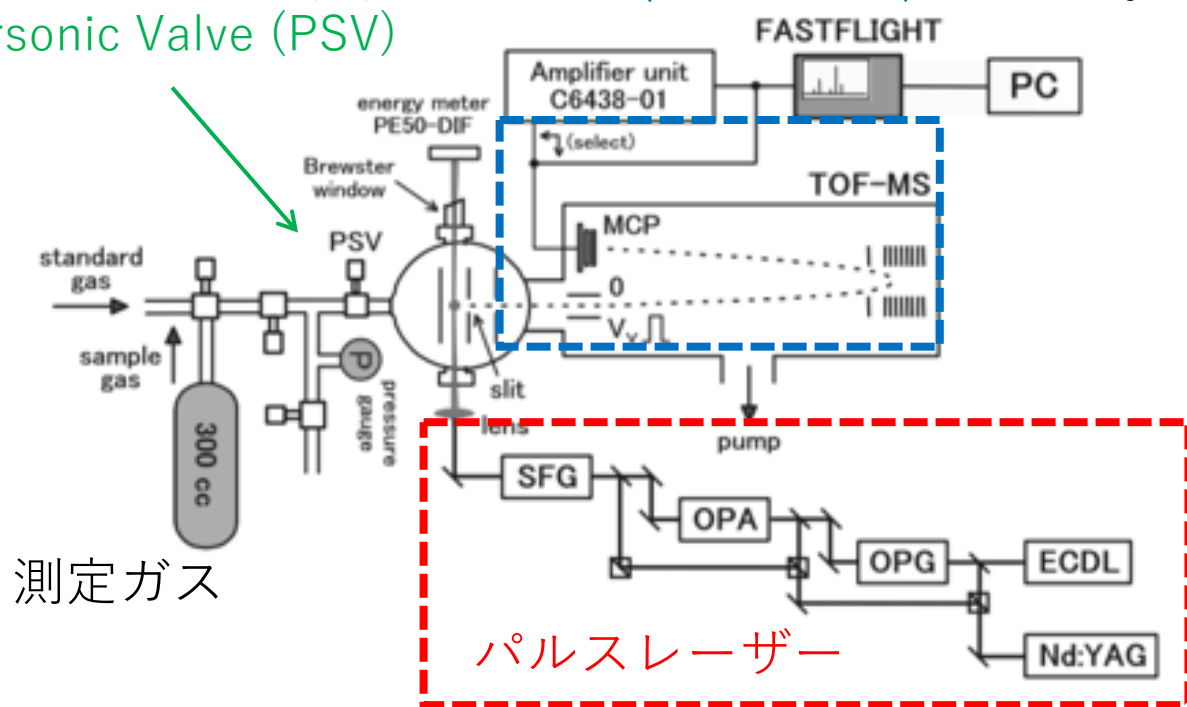 rsonic Valve (PSV)
FASTFLIGHT
Amplifier unit
C6438-01
PC
energy meter
PE50-DIF
(select)
Brewster
window
TOF-MS
MCP
PSV
standard
gas
0
sample
gas
P
pressure
gauge
slit
lens
pump
300 cc
SFG
OPA
OPG
ECDL
測定ガス
パルスレーザー
Nd:YAG